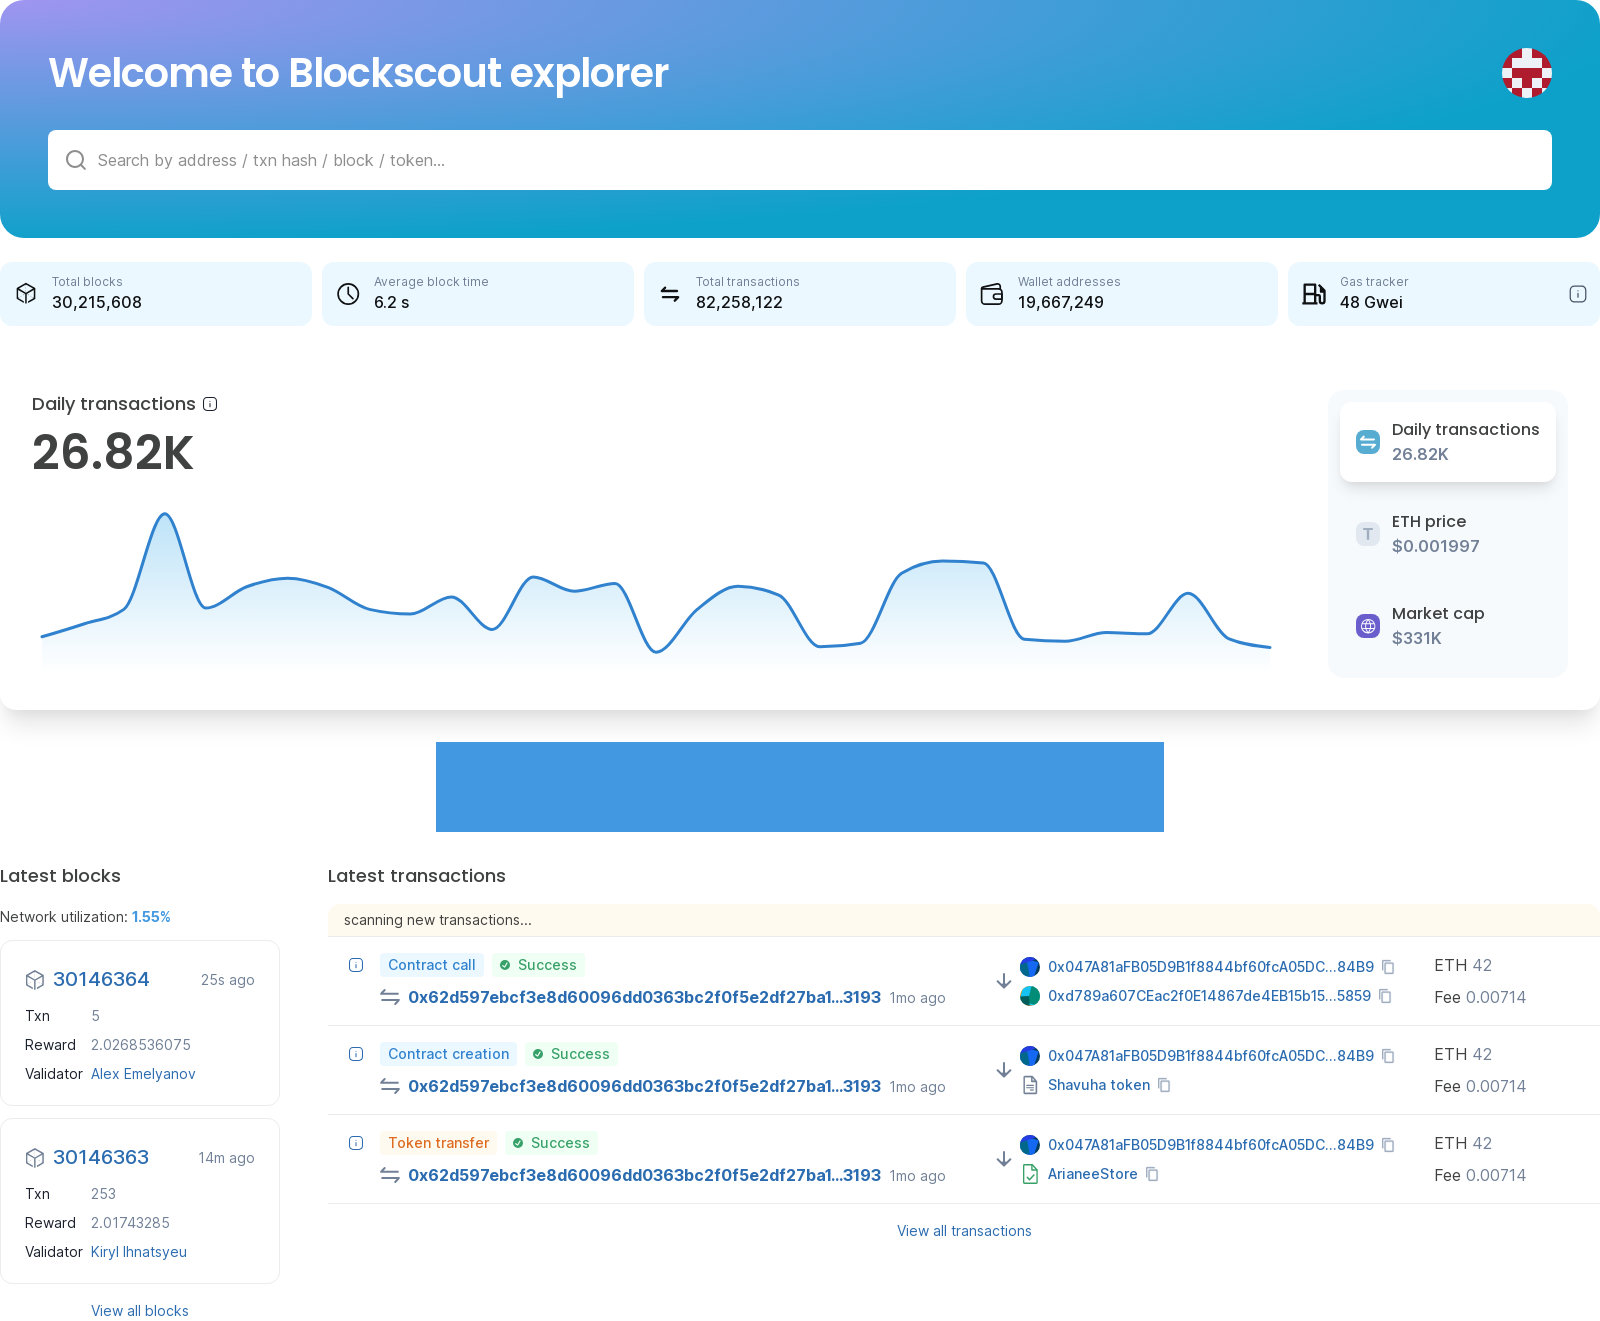 Welcome to Blockscout explorer
Search by address / txn hash / block / token...
Total blocks
30,215,608
Average block time
6.2 s
Total transactions
82,258,122
Wallet addresses
19,667,249
Gas tracker
48 Gwei
Daily transactions
26.82K
Daily transactions
26.82K
T
ETH price
$0.001997
Market cap
$331K
Latest blocks
Network utilization: 1.55%
30146364 25s ago
Txn 5
Reward 2.0268536075
Validator Alex Emelyanov
30146363 14m ago
Txn 253
Reward 2.01743285
Validator Kiryl Ihnatsyeu
View all blocks
Latest transactions
scanning new transactions...
Contract call Success
0x62d597ebcf3e8d60096dd0363bc2f0f5e2df27ba1...3193 1mo ago
0x047A81aFB05D9B1f8844bf60fcA05DC...84B9
0xd789a607CEac2f0E14867de4EB15b15...5859
ETH 42
Fee 0.00714
Contract creation Success
0x62d597ebcf3e8d60096dd0363bc2f0f5e2df27ba1...3193 1mo ago
0x047A81aFB05D9B1f8844bf60fcA05DC...84B9
Shavuha token
ETH 42
Fee 0.00714
Token transfer Success
0x62d597ebcf3e8d60096dd0363bc2f0f5e2df27ba1...3193 1mo ago
0x047A81aFB05D9B1f8844bf60fcA05DC...84B9
ArianeeStore
ETH 42
Fee 0.00714
View all transactions